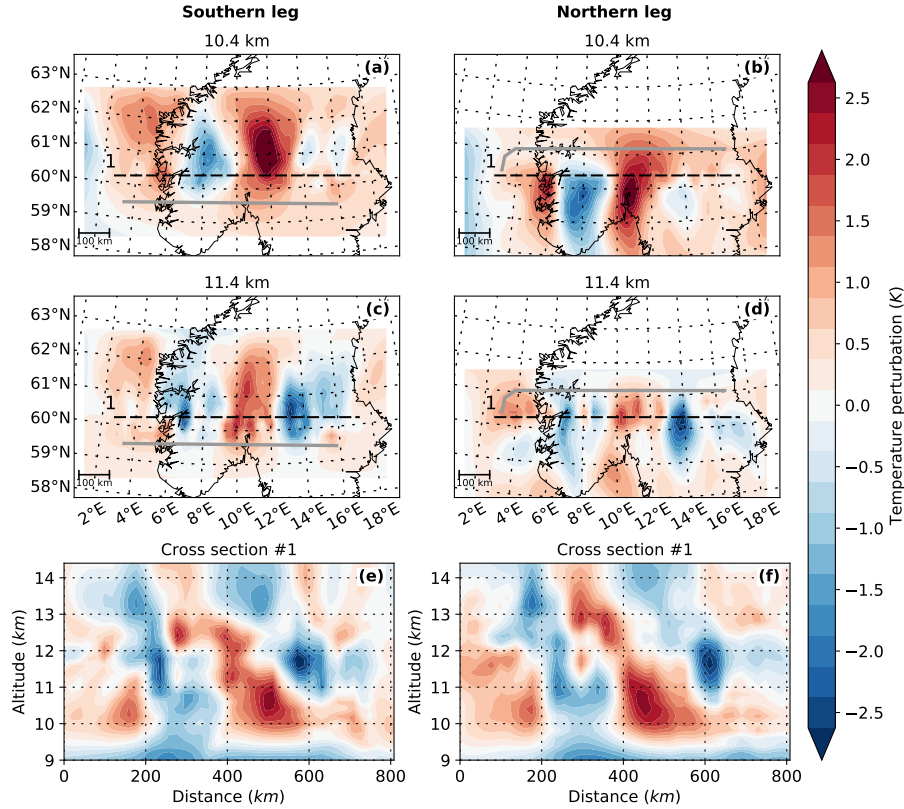 Southern leg
Northern leg
10.4 km
10.4 km
(a)
(b)
63°N
62°N
61°N
60°N
59°N
58°N
1
1
100 km
100 km
11.4 km
11.4 km
(c)
(d)
63°N
62°N
61°N
60°N
59°N
58°N
1
1
100 km
100 km
2°E 4°E 6°E 8°E 10°E 12°E 14°E 16°E 18°E
2°E 4°E 6°E 8°E 10°E 12°E 14°E 16°E 18°E
Cross section #1
Cross section #1
(e)
(f)
Altitude (km)
Altitude (km)
14
13
12
11
10
9
14
13
12
11
10
9
0 200 400 600 800
0 200 400 600 800
Distance (km)
Distance (km)
2.5
2.0
1.5
1.0
0.5
0.0
−0.5
−1.0
−1.5
−2.0
−2.5
Temperature perturbation (K)